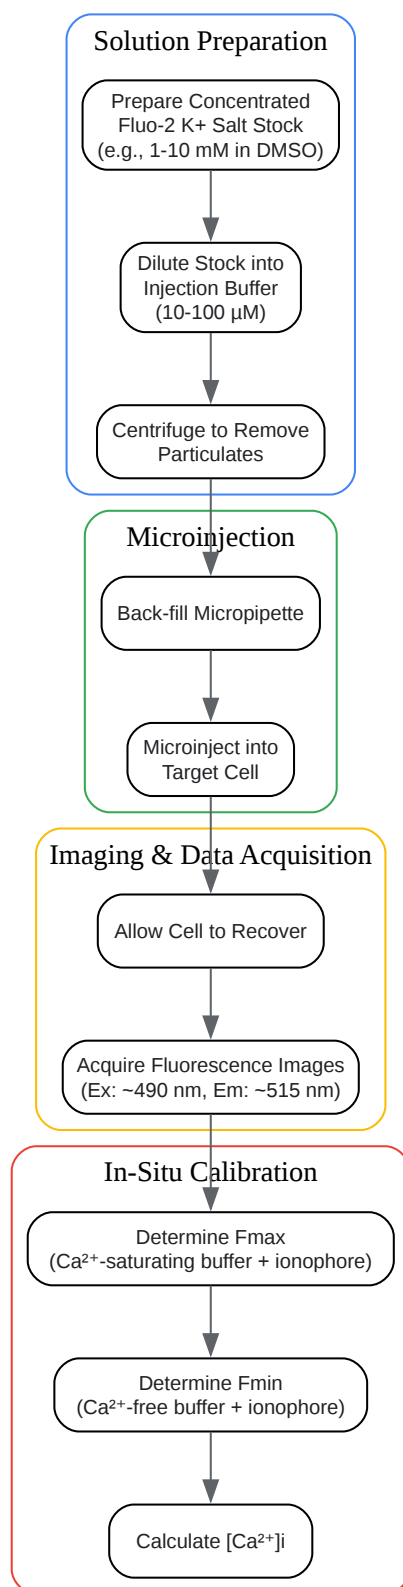 Solution Preparation
Prepare Concentrated
Fluo-2 K+ Salt Stock
(e.g., 1-10 mM in DMSO)
Dilute Stock into
Injection Buffer
(10-100 µM)
Centrifuge to Remove
Particulates
Microinjection
Back-fill Micropipette
Microinject into
Target Cell
Imaging & Data Acquisition
Allow Cell to Recover
Acquire Fluorescence Images
(Ex: ~490 nm, Em: ~515 nm)
In-Situ Calibration
Determine Fmax
(Ca²⁺-saturating buffer + ionophore)
Determine Fmin
(Ca²⁺-free buffer + ionophore)
Calculate [Ca²⁺]i